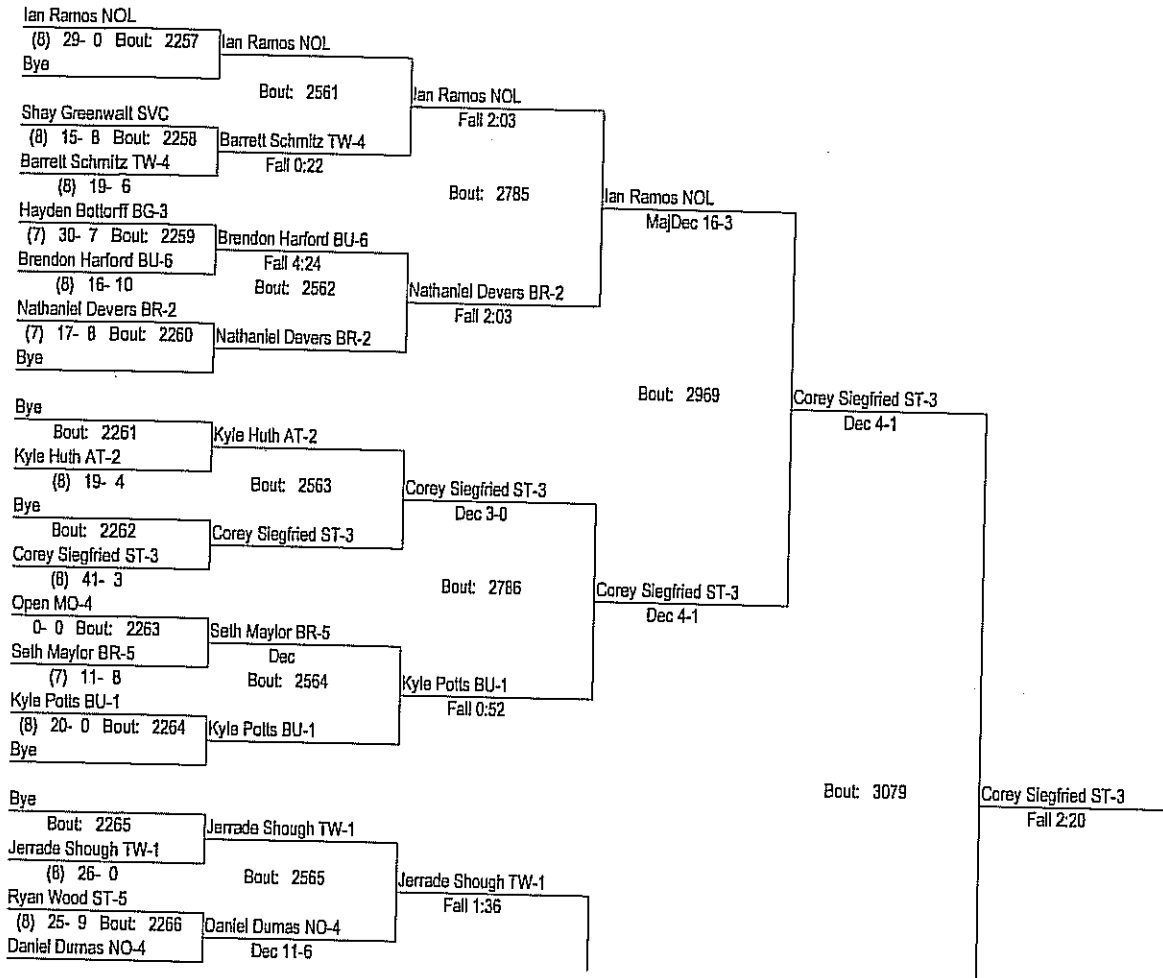 Ian Ramos NOL
(8) 29- 0 Bout: 2257
Bye
Ian Ramos NOL
Bout: 2561
Shay Greenwalt SVC
(8) 15- 8 Bout: 2258
Barrett Schmitz TW-4
(8) 19- 6
Barrett Schmitz TW-4
Fall 0:22
Ian Ramos NOL
Fall 2:03
Bout: 2785
Hayden Bottorff BG-3
(7) 30- 7 Bout: 2259
Brendon Harford BU-6
(8) 16- 10
Brendon Harford BU-6
Fall 4:24
Bout: 2562
Nathaniel Devers BR-2
(7) 17- 8 Bout: 2260
Bye
Nathaniel Devers BR-2
Nathaniel Devers BR-2
Fall 2:03
Ian Ramos NOL
MajDec 16-3
Bout: 2969
Bye
Bout: 2261
Kyle Huth AT-2
(8) 19- 4
Kyle Huth AT-2
Bout: 2563
Bye
Bout: 2262
Corey Siegfried ST-3
(8) 41- 3
Corey Siegfried ST-3
Corey Siegfried ST-3
Dec 3-0
Bout: 2786
Open MO-4
0- 0 Bout: 2263
Seth Maylor BR-5
(7) 11- 8
Seth Maylor BR-5
Dec
Bout: 2564
Kyle Potts BU-1
(8) 20- 0 Bout: 2264
Bye
Kyle Potts BU-1
Kyle Potts BU-1
Fall 0:52
Corey Siegfried ST-3
Dec 4-1
Corey Siegfried ST-3
Dec 4-1
Bout: 3079
Corey Siegfried ST-3
Fall 2:20
Bye
Bout: 2265
Jerrade Shough TW-1
(8) 26- 0
Jerrade Shough TW-1
Bout: 2565
Ryan Wood ST-5
(8) 25- 9 Bout: 2266
Daniel Dumas NO-4
Daniel Dumas NO-4
Dec 11-6
Jerrade Shough TW-1
Fall 1:36